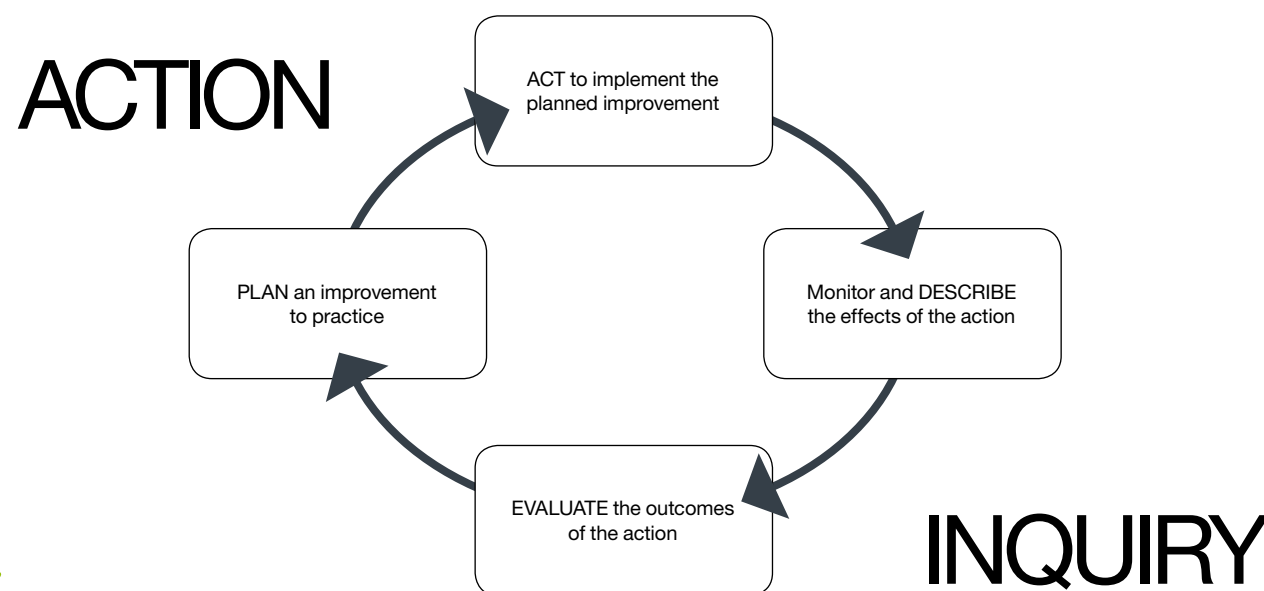 ACTION
ACT to implement the
planned improvement
PLAN an improvement
to practice
Monitor and DESCRIBE
the effects of the action
EVALUATE the outcomes
of the action
INQUIRY